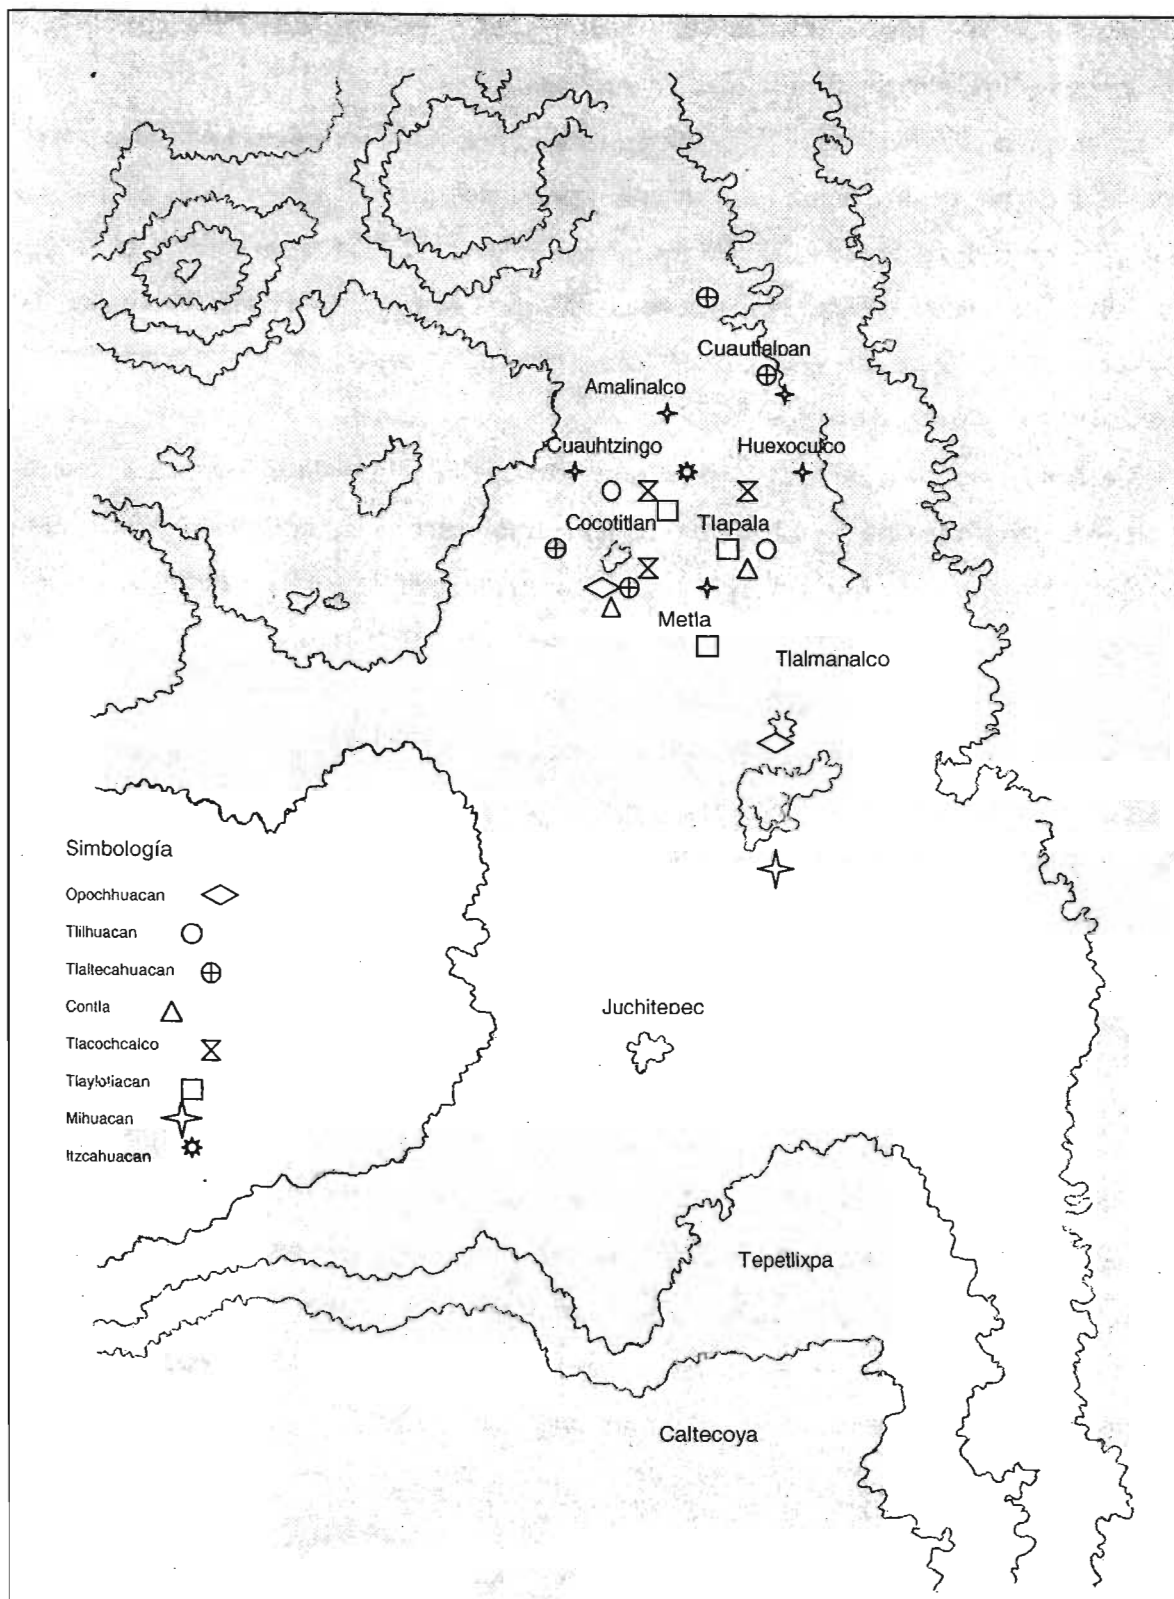 Cuautlalpan
Amalinalco
Cuauhtzingo
Huexoculco
Cocotitlan
Tlapala
Metla
Tlalmanalco
Simbología
Opochhuacan
Tlilhuacan
Tlaltecahuacan
Contla
Tlacochcalco
Tlaylotlacan
Mihuacan
Itzcahuacan
Juchitepec
Tepetlixpa
Caltecoya